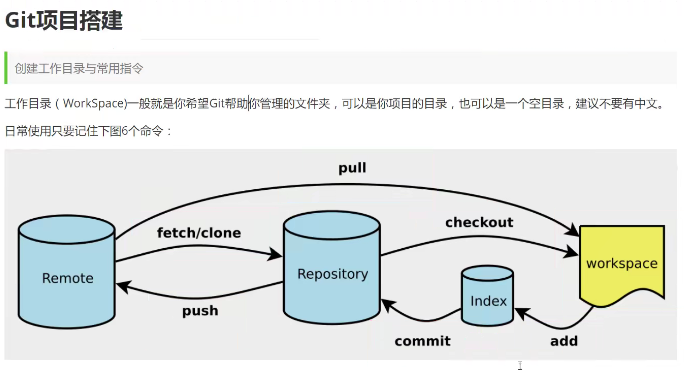 Git项目搭建
创建工作目录与常用指令
工作目录（WorkSpace)一般就是你希望Git帮助你管理的文件夹，可以是你项目的目录，也可以是一个空目录，建议不要有中文。
日常使用只要记住下图6个命令：
pull
fetch/clone
checkout
Remote
Repository
workspace
Index
push
commit
add